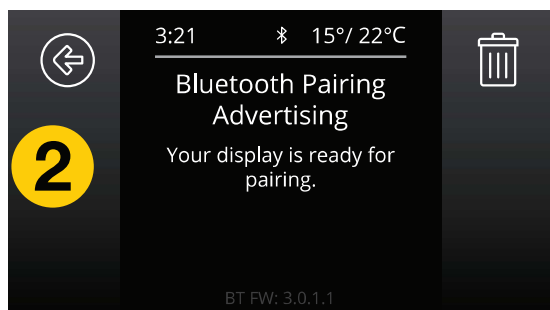 3:21 15°/ 22°C
Bluetooth Pairing
Advertising
2
Your display is ready for
pairing.
BT FW: 3.0.1.1